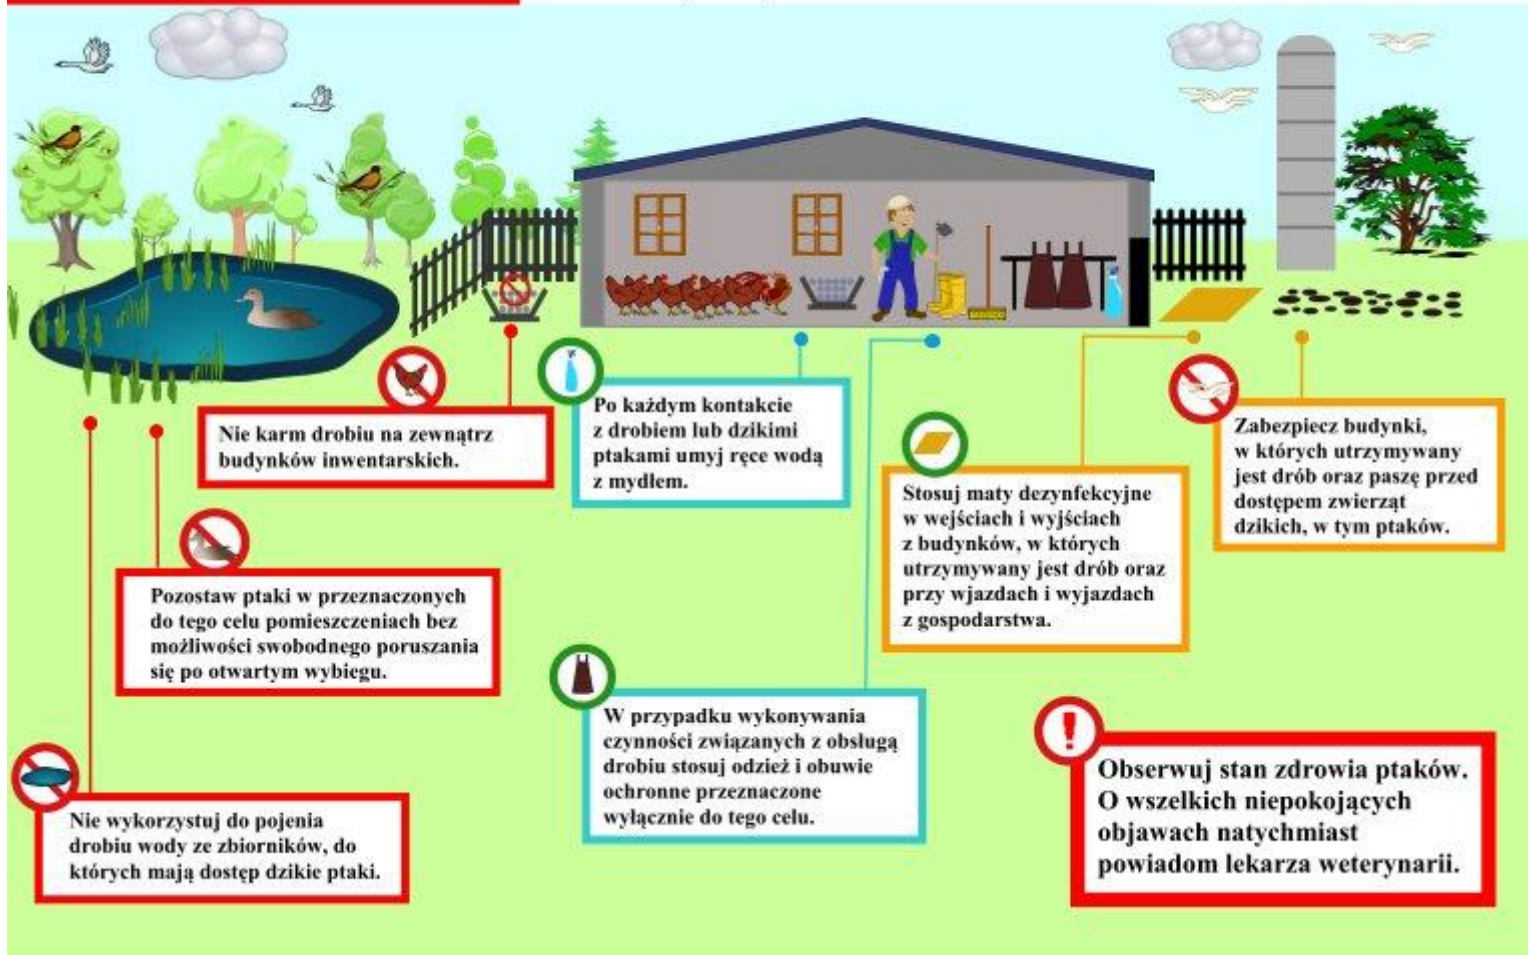 Nie karm drobiu na zewnątrz
budynków inwentarskich.
Po każdym kontakcie
z drobiem lub dzikimi
ptakami umyj ręce wodą
z mydłem.
Stosuj maty dezynfekcyjne
w wejściach i wyjściach
z budynków, w których
utrzymywany jest drób oraz
przy wjazdach i wyjazdach
z gospodarstwa.
Zabezpiecz budynki,
w których utrzymywany
jest drób oraz paszę przed
dostępem zwierząt
dzikich, w tym ptaków.
Pozostaw ptaki w przeznaczonych
do tego celu pomieszczeniach bez
możliwości swobodnego poruszania
się po otwartym wybiegu.
W przypadku wykonywania
czynności związanych z obsługą
drobiu stosuj odzież i obuwie
ochronne przeznaczone
wyłącznie do tego celu.
Nie wykorzystuj do pojenia
drobiu wody ze zbiorników, do
których mają dostęp dzikie ptaki.
Obserwuj stan zdrowia ptaków.
O wszelkich niepokojących
objawach natychmiast
powiadom lekarza weterynarii.